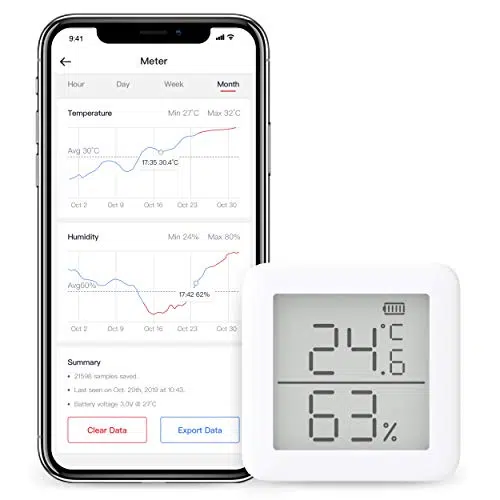 9:41
Meter
Hour Day Week Month
Temperature Min 27°C Max 32°C
Avg 30°C
17:35 30.4°C
Oct 2 Oct 9 Oct 16 Oct 23 Oct 30
Humidity Min 24% Max 80%
Avg60%
17:42 62%
Oct 2 Oct 9 Oct 16 Oct 23 Oct 30
Summary
• 21596 samples saved.
• Last seen on Oct. 29th, 2019 at 10:43.
• Battery voltage 3.0V @ 27°C
Clear Data Export Data
24.6°C
63%